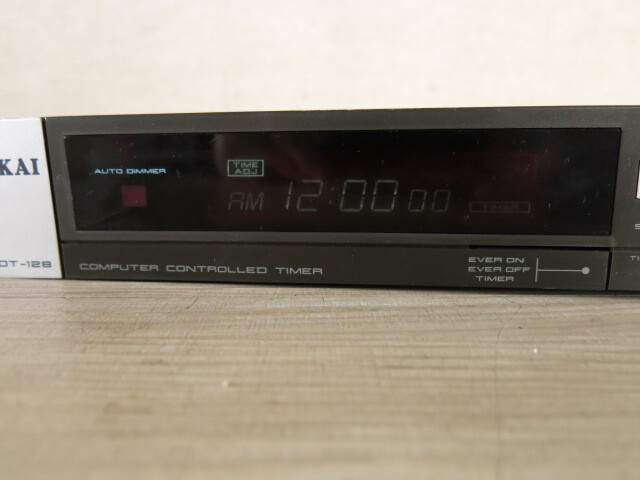 KAI
AUTO DIMMER
TIME
ADJ
AM 12:00 00
TIMER
DT-128
COMPUTER CONTROLLED TIMER
EVER ON
EVER OFF
TIMER